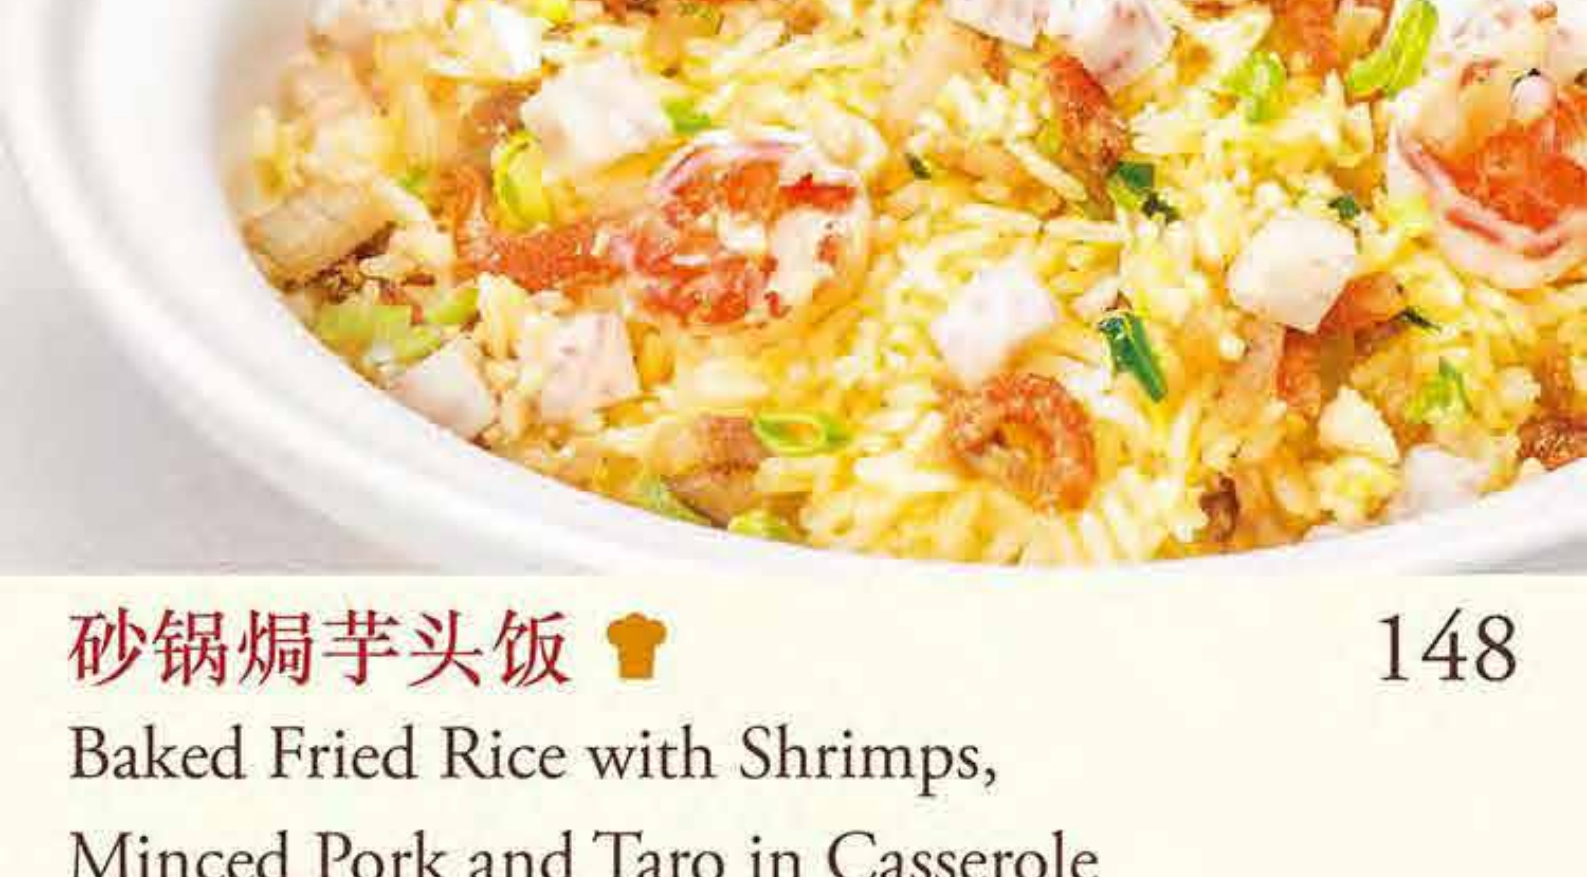 砂锅焗芋头饭
148
Baked Fried Rice with Shrimps,
Minced Pork and Taro in Casserole